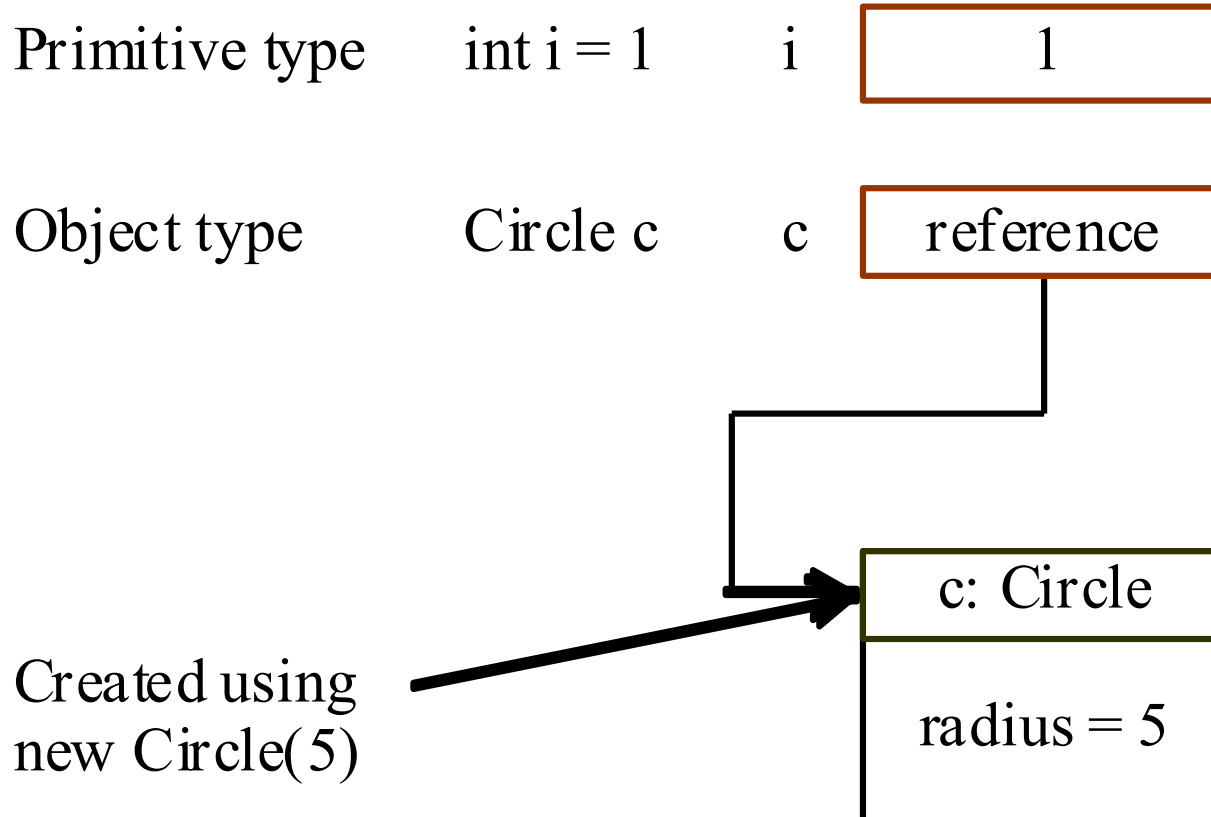 Primitive type int i = 1 i 1
Object type Circle c c reference
c: Circle
Created using
new Circle(5)
radius = 5